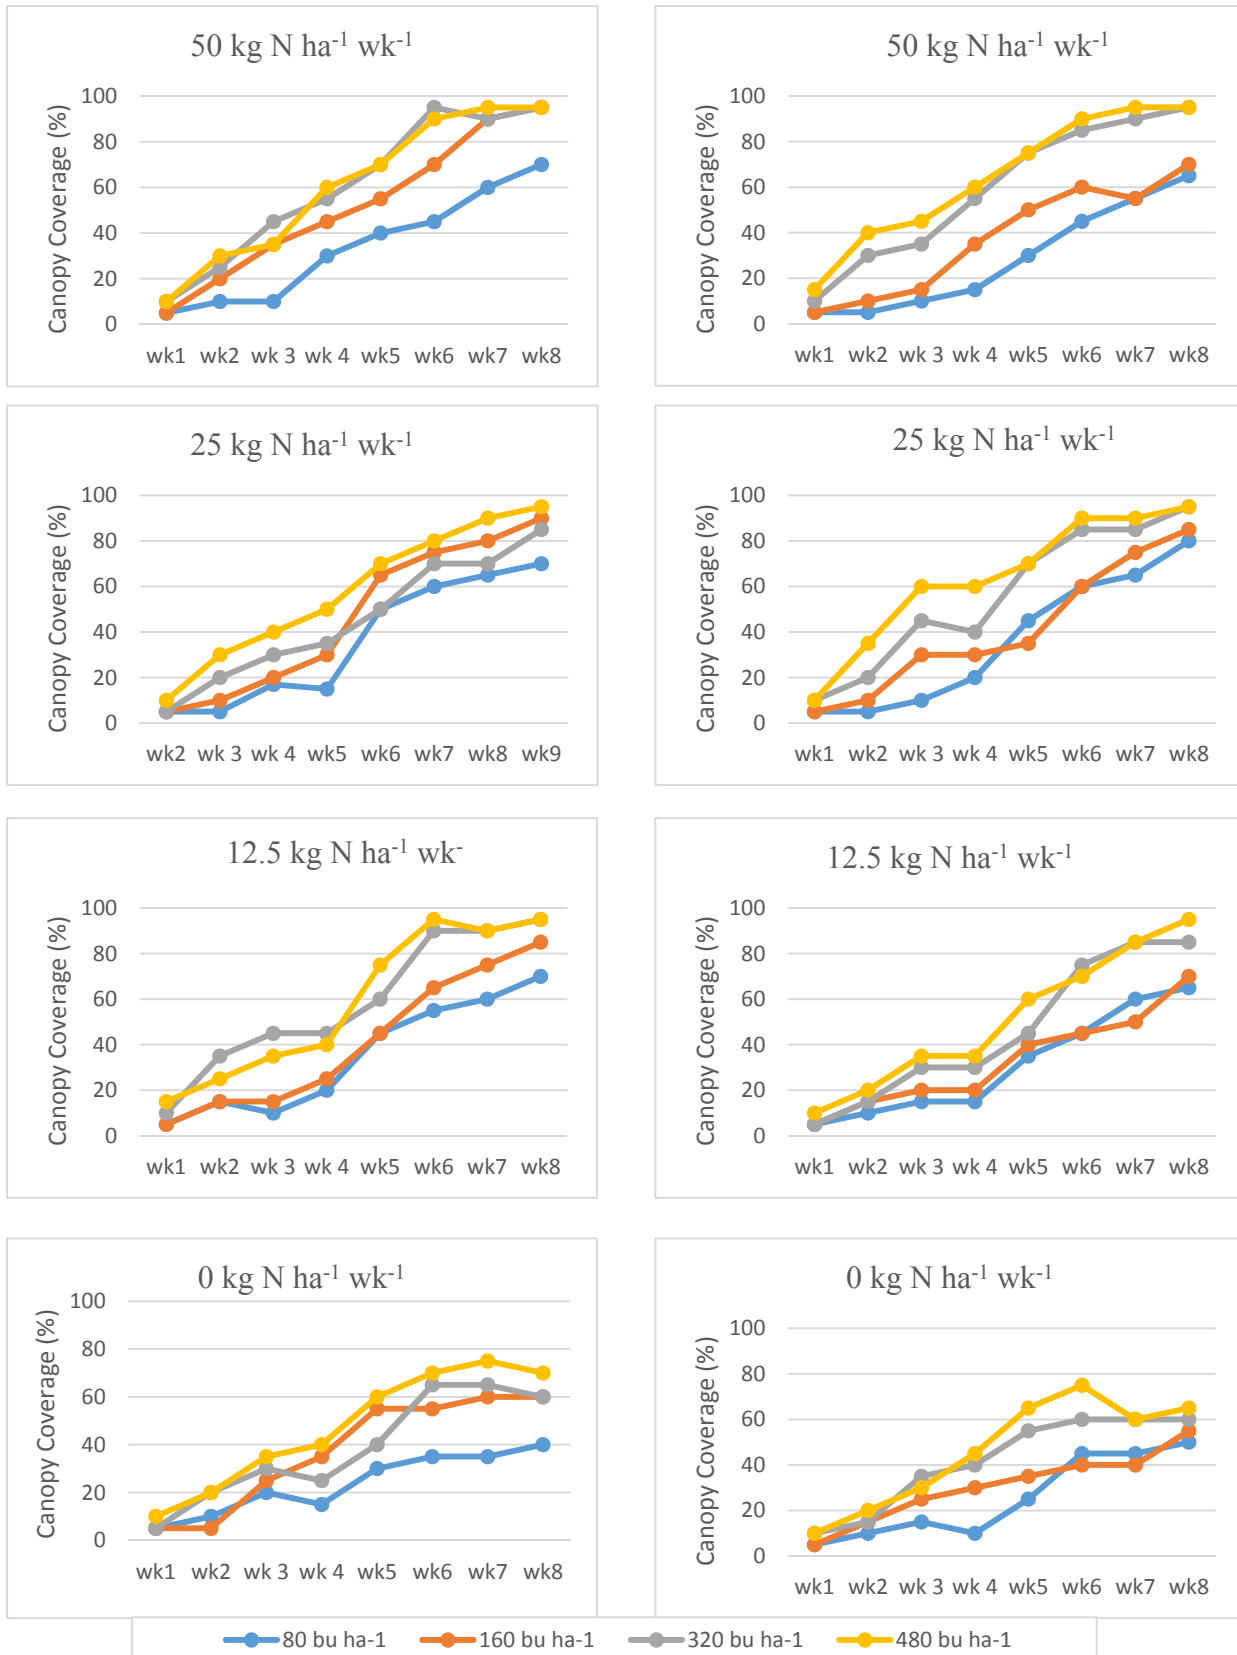 50 kg N ha-1 wk-1
Canopy Coverage (%)
100
80
60
40
20
0
wk1 wk2 wk 3 wk 4 wk5 wk6 wk7 wk8
50 kg N ha-1 wk-1
Canopy Coverage (%)
100
80
60
40
20
0
wk1 wk2 wk 3 wk 4 wk5 wk6 wk7 wk8
25 kg N ha-1 wk-1
Canopy Coverage (%)
100
80
60
40
20
0
wk2 wk 3 wk 4 wk5 wk6 wk7 wk8 wk9
25 kg N ha-1 wk-1
Canopy Coverage (%)
100
80
60
40
20
0
wk1 wk2 wk 3 wk 4 wk5 wk6 wk7 wk8
12.5 kg N ha-1 wk-
Canopy Coverage (%)
100
80
60
40
20
0
wk1 wk2 wk 3 wk 4 wk5 wk6 wk7 wk8
12.5 kg N ha-1 wk-1
Canopy Coverage (%)
100
80
60
40
20
0
wk1 wk2 wk 3 wk 4 wk5 wk6 wk7 wk8
0 kg N ha-1 wk-1
Canopy Coverage (%)
100
80
60
40
20
0
wk1 wk2 wk 3 wk 4 wk5 wk6 wk7 wk8
0 kg N ha-1 wk-1
Canopy Coverage (%)
100
80
60
40
20
0
wk1 wk2 wk 3 wk 4 wk5 wk6 wk7 wk8
80 bu ha-1 160 bu ha-1 320 bu ha-1 480 bu ha-1